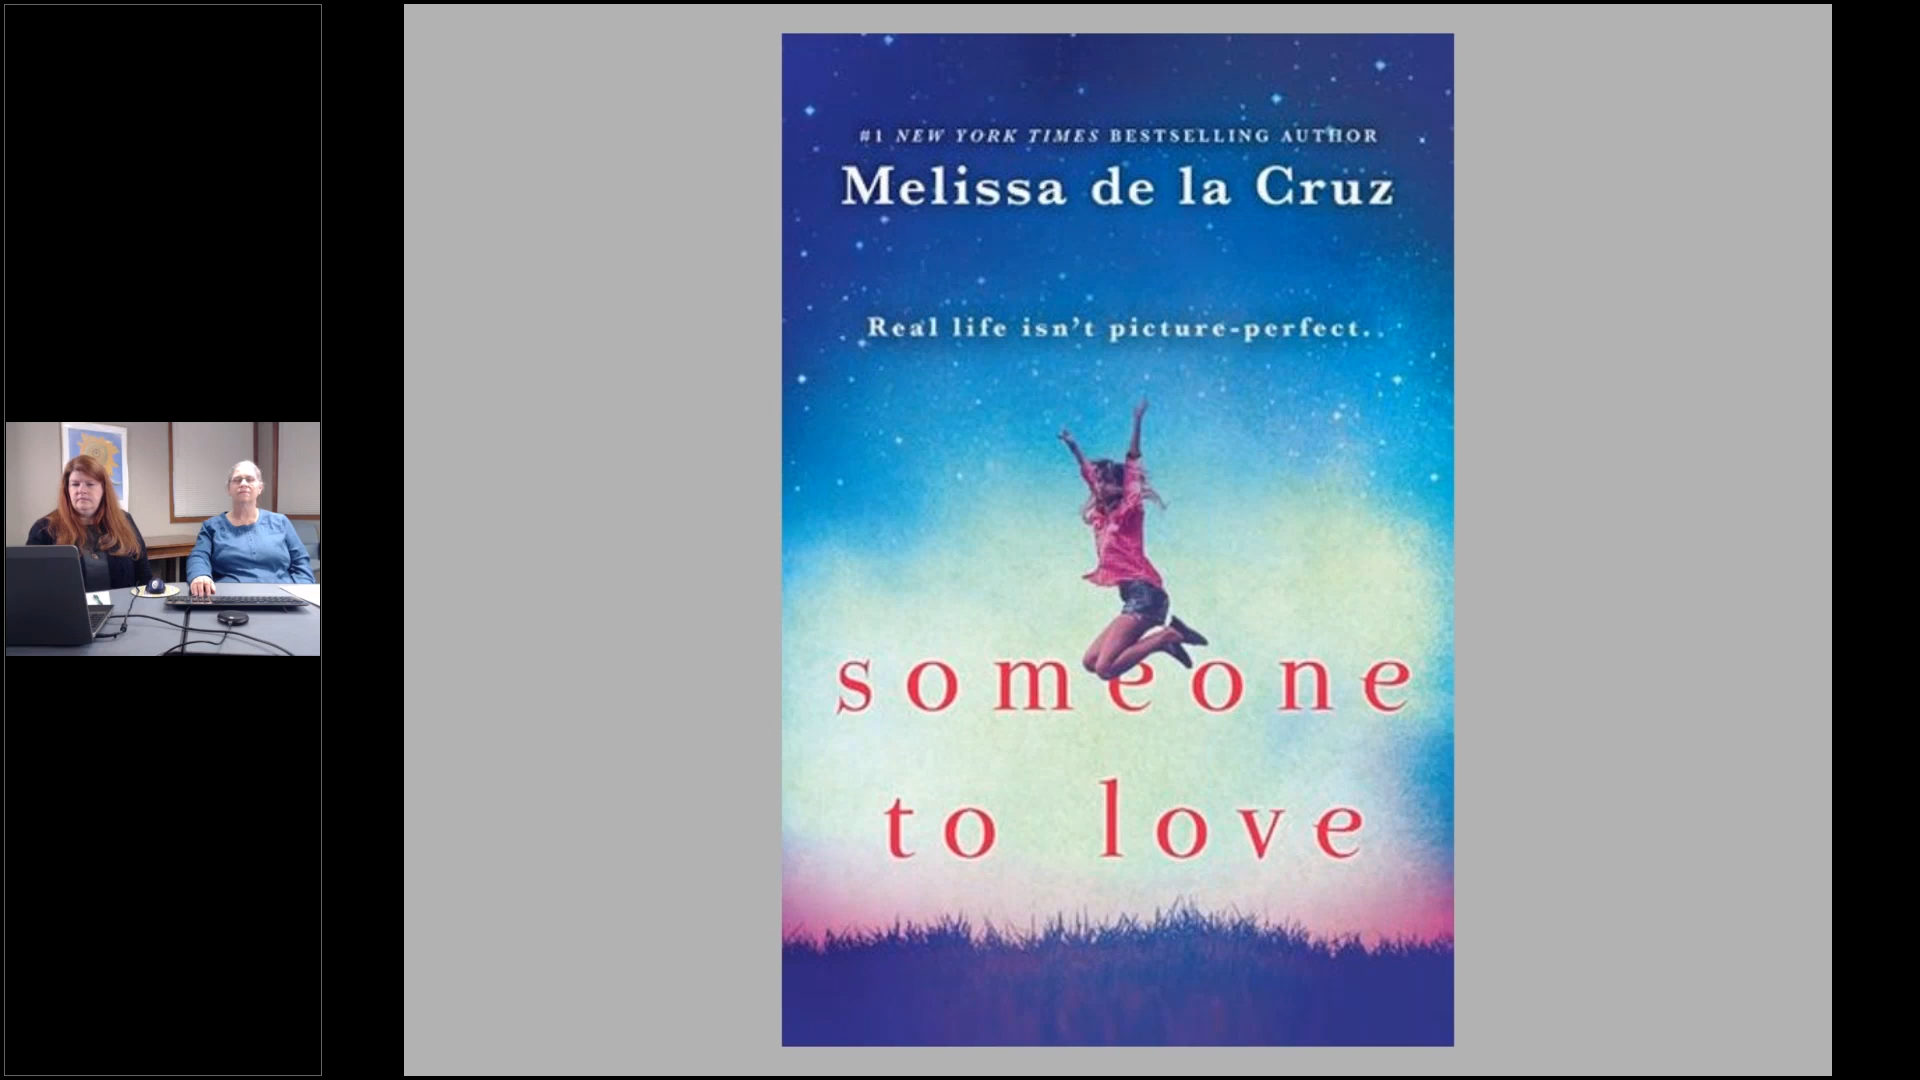 #1 NEW YORK TIMES BESTSELLING AUTHOR
Melissa de la Cruz
Real life isn't picture-perfect.
someone
to love